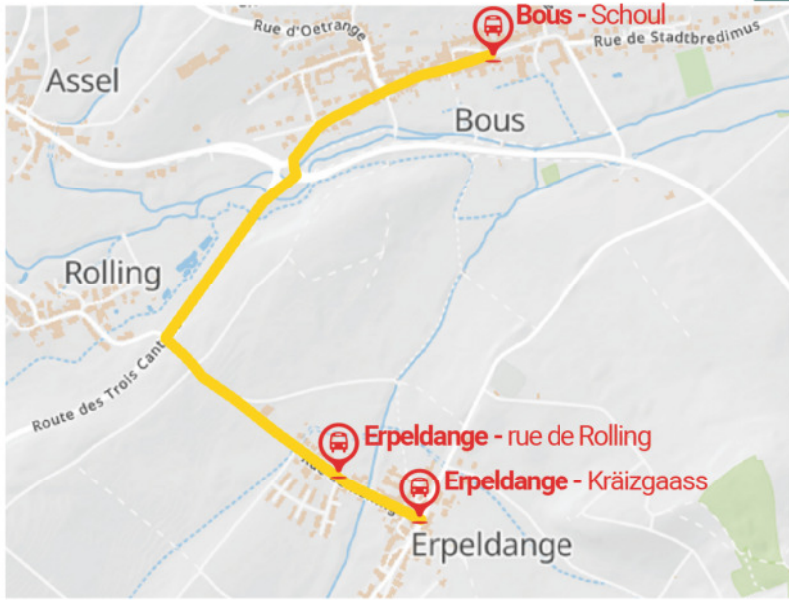 Bous - Schoul
Rue d'Oetrange
Rue de Stadtbredimus
Assel
Bous
Rolling
Route des Trois Cant
Erpeldange - rue de Rolling
Erpeldange - Kräizgaass
Erpeldange